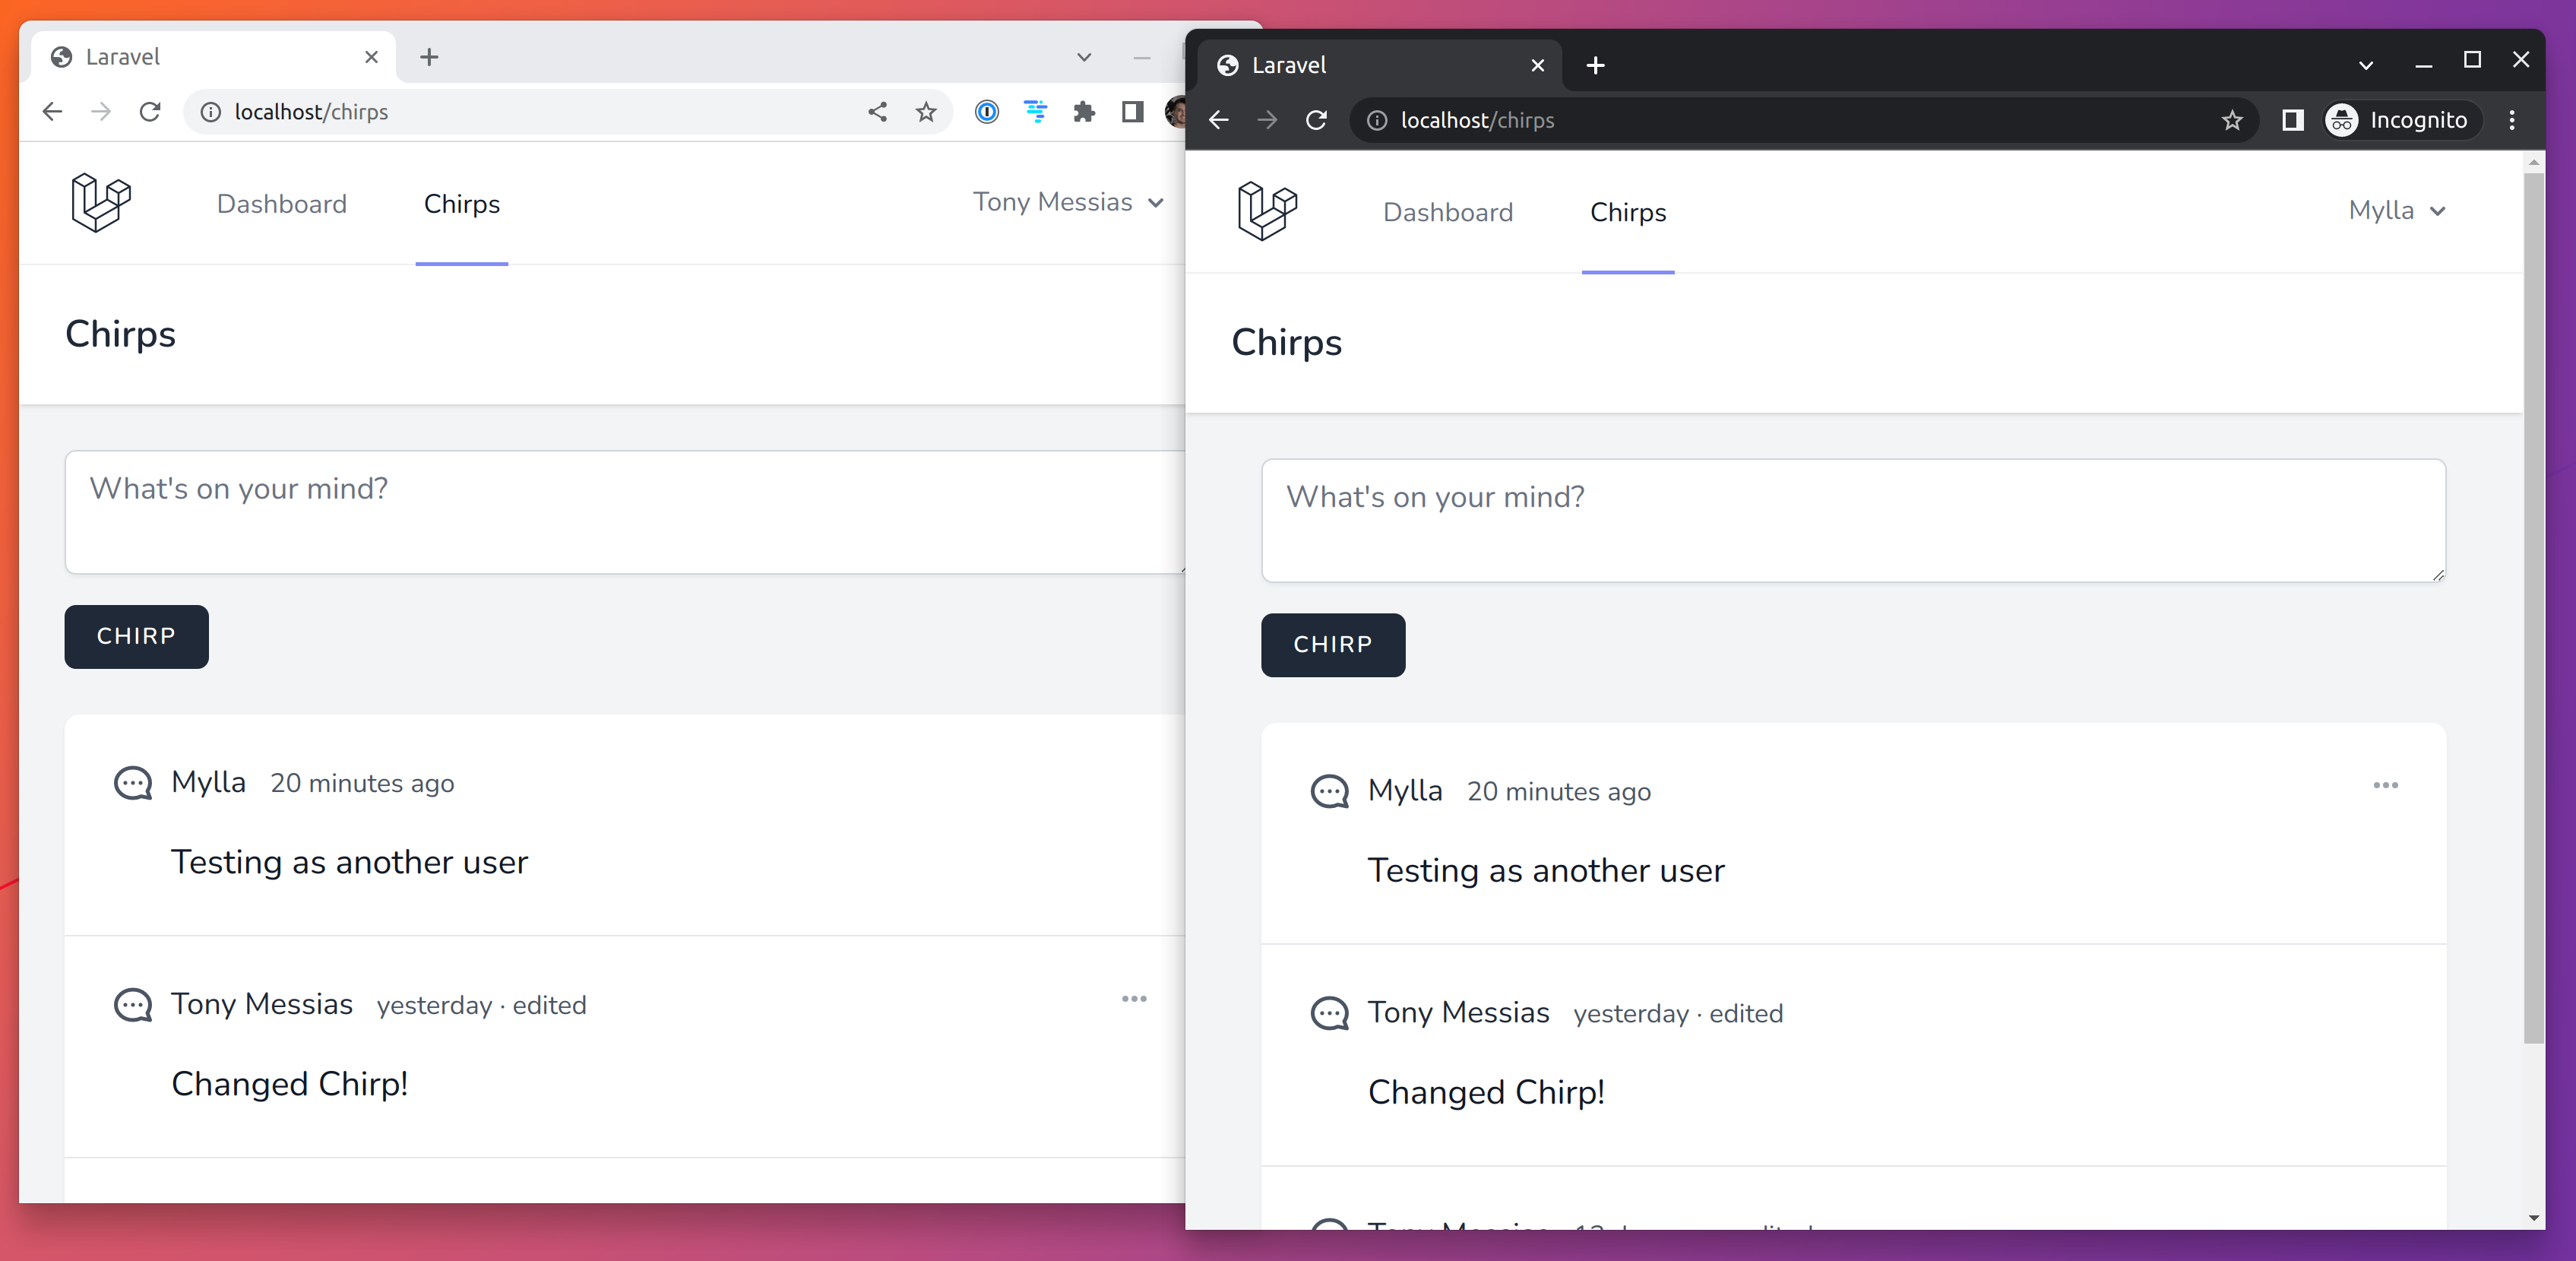 Laravel
localhost/chirps
Dashboard Chirps Tony Messias
Chirps
What's on your mind?
CHIRP
Mylla 20 minutes ago
Testing as another user
Tony Messias yesterday · edited
Changed Chirp!
Laravel
localhost/chirps Incognito
Dashboard Chirps Mylla
Chirps
What's on your mind?
CHIRP
Mylla 20 minutes ago
Testing as another user
Tony Messias yesterday · edited
Changed Chirp!
Tony Messias